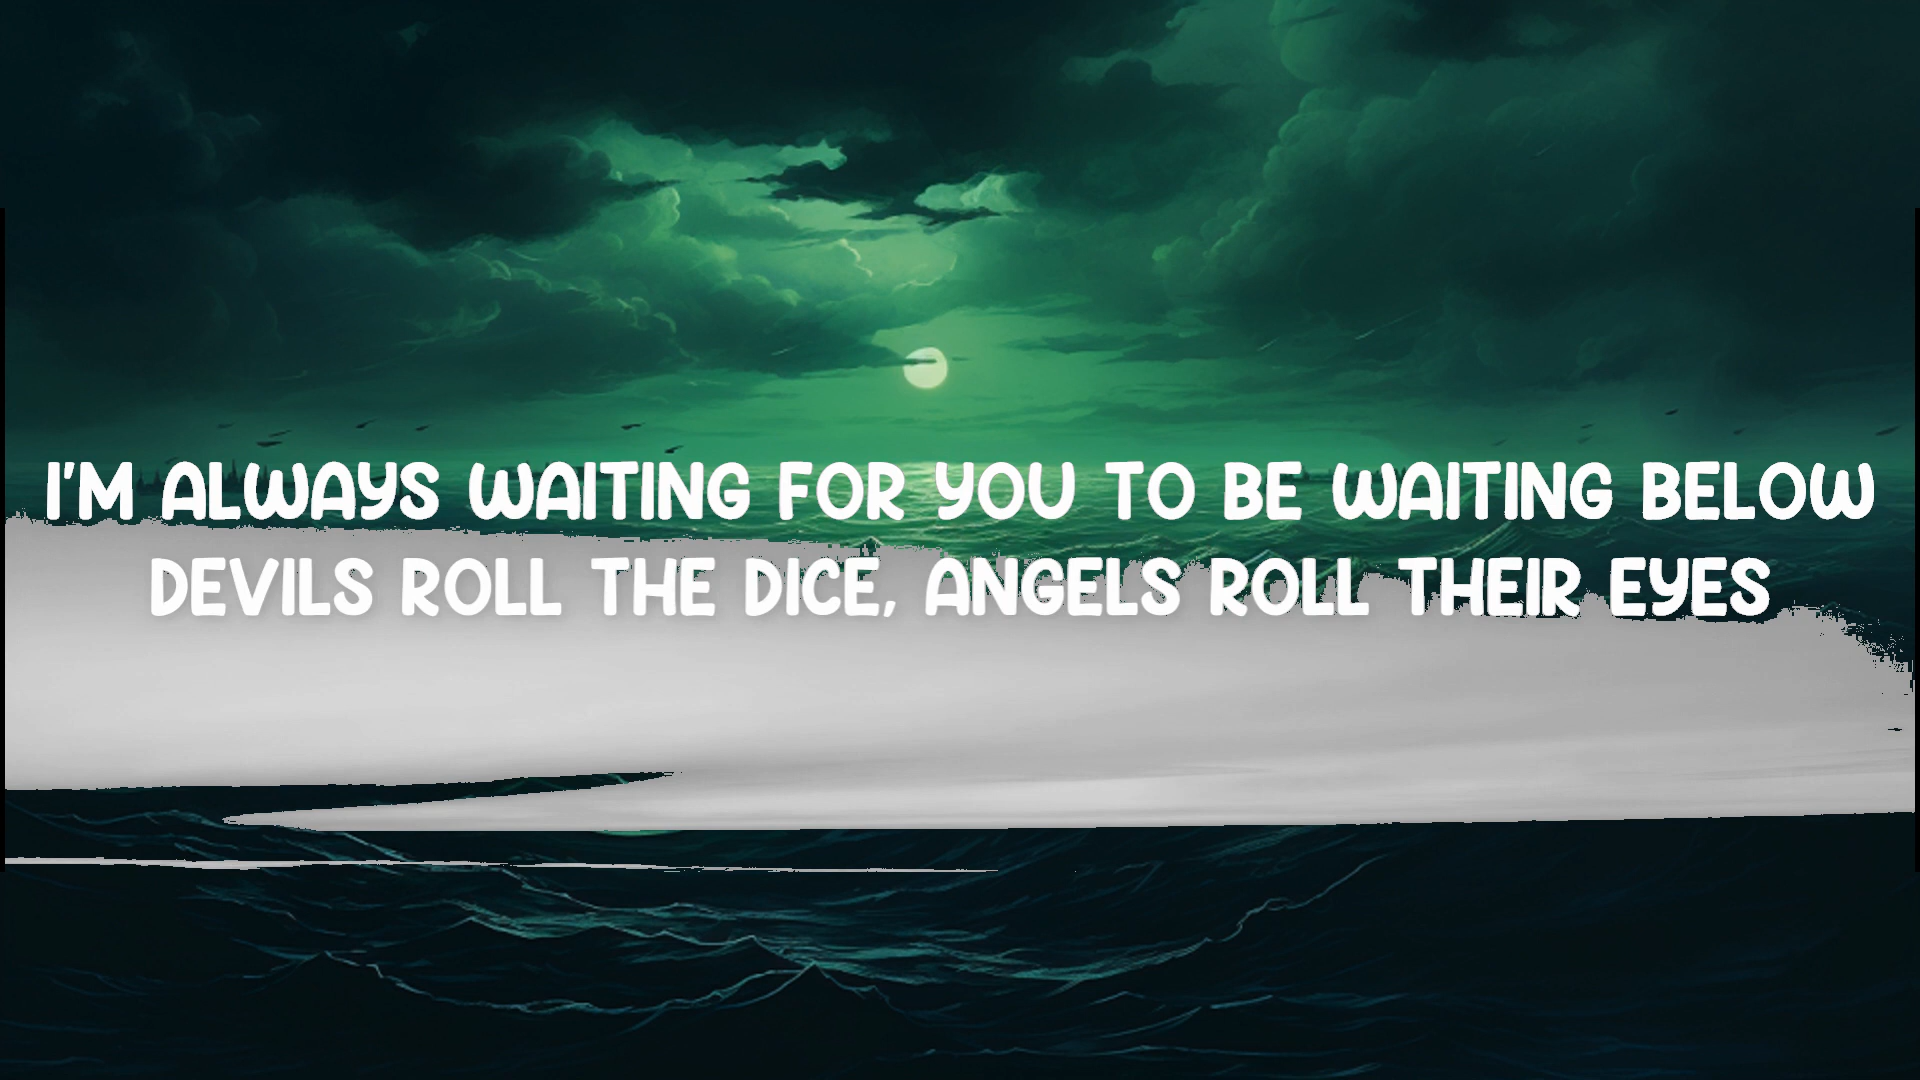 I'M ALWAYS WAITING FOR YOU TO BE WAITING BELOW
DEVILS ROLL THE DICE, ANGELS ROLL THEIR EYES